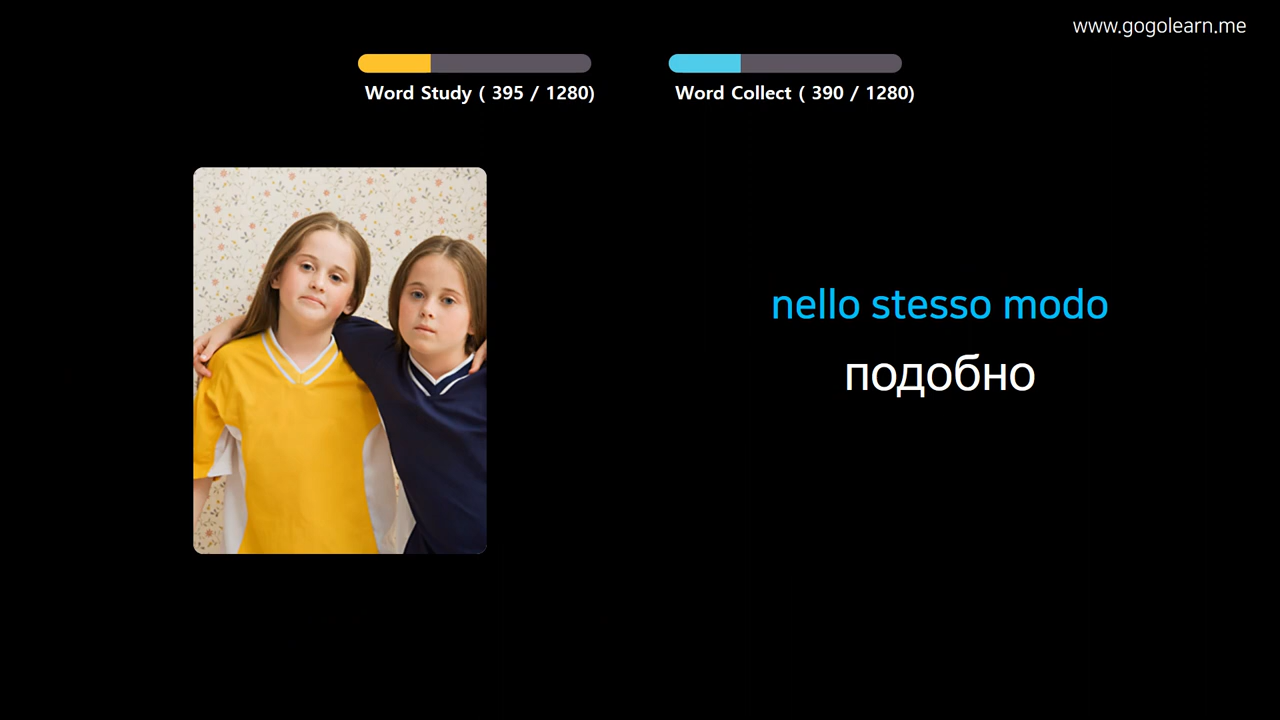 www.gogolearn.me
Word Study ( 395 / 1280)
Word Collect ( 390 / 1280)
nello stesso modo
подобно